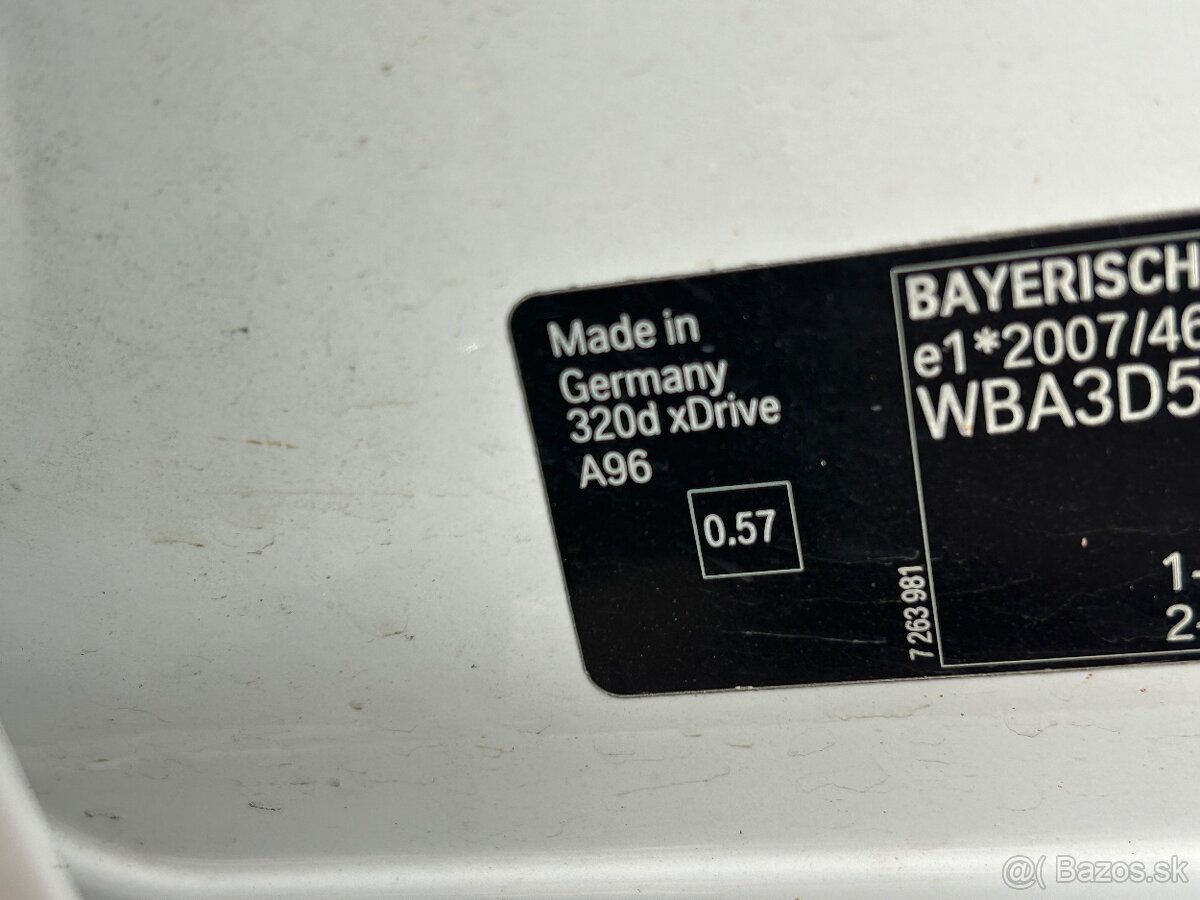 Made in
Germany
320d xDrive
A96
0.57
7 263 981
BAYERISCH
e1*2007/46
WBA3D5
1-
2-
@( Bazos.sk